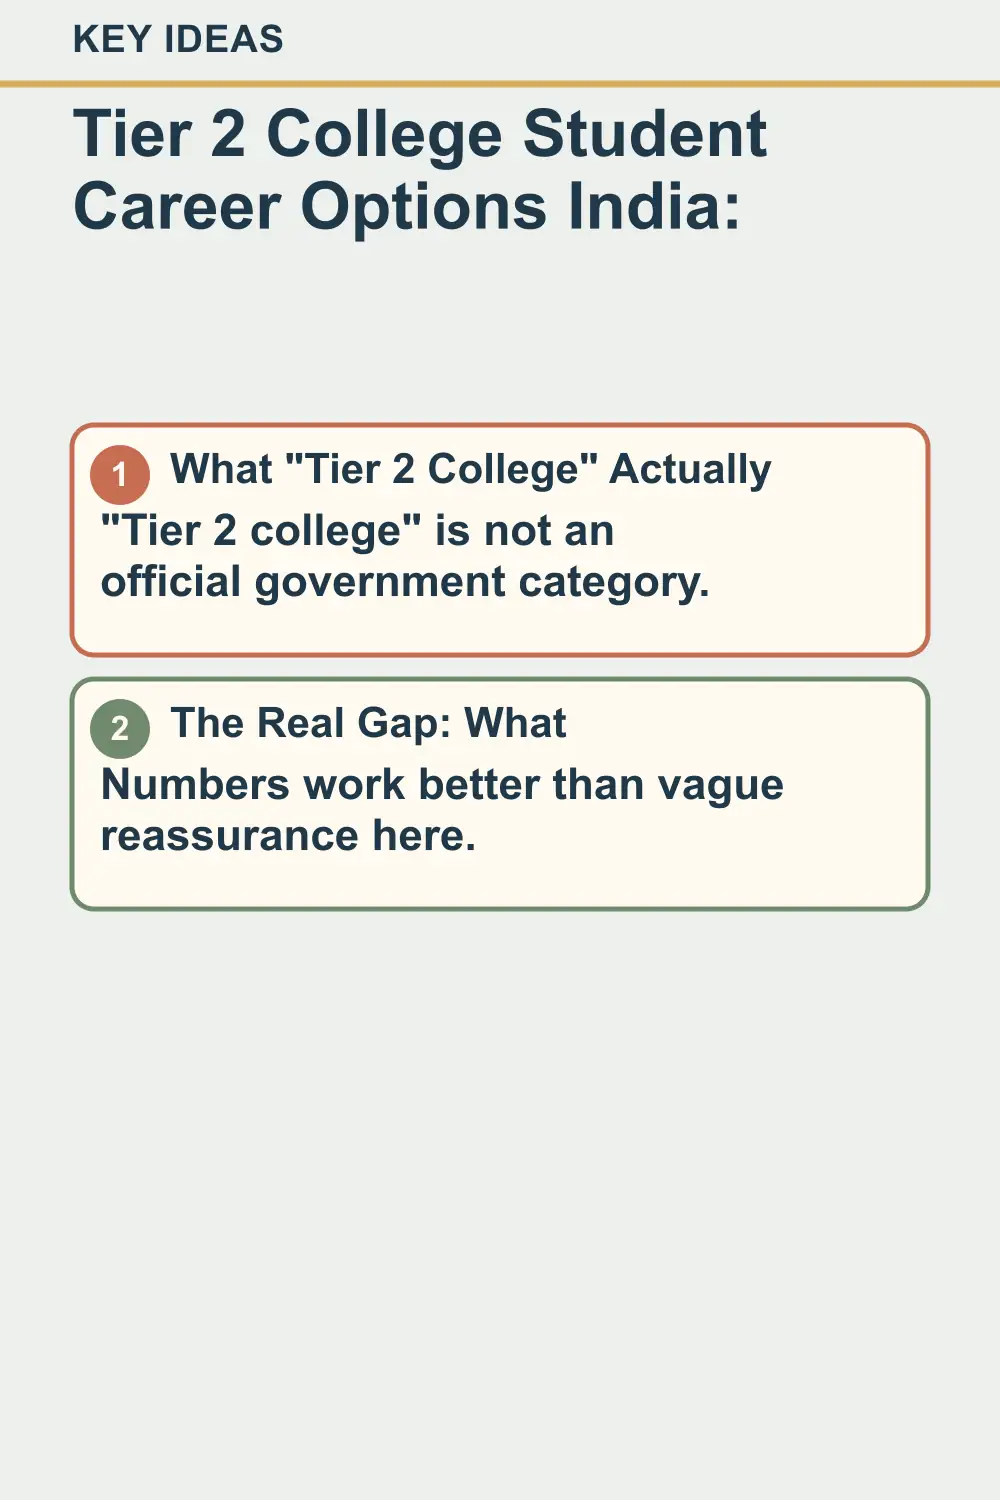 KEY IDEAS
Tier 2 College Student
Career Options India:
1 What "Tier 2 College" Actually
"Tier 2 college" is not an
official government category.
2 The Real Gap: What
Numbers work better than vague
reassurance here.